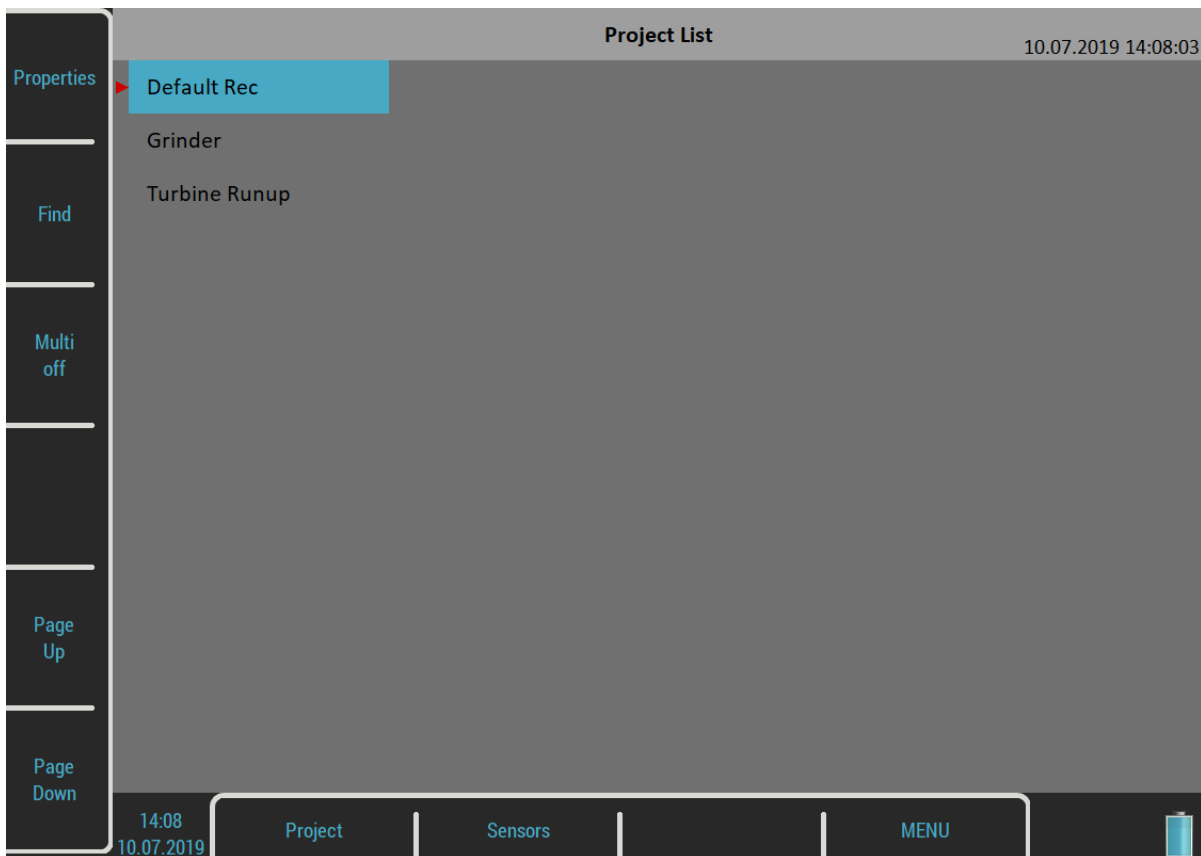 Project List
10.07.2019 14:08:03
Properties
Default Rec
Grinder
Turbine Runup
Find
Multi
off
Page
Up
Page
Down
14:08
10.07.2019
Project
Sensors
MENU